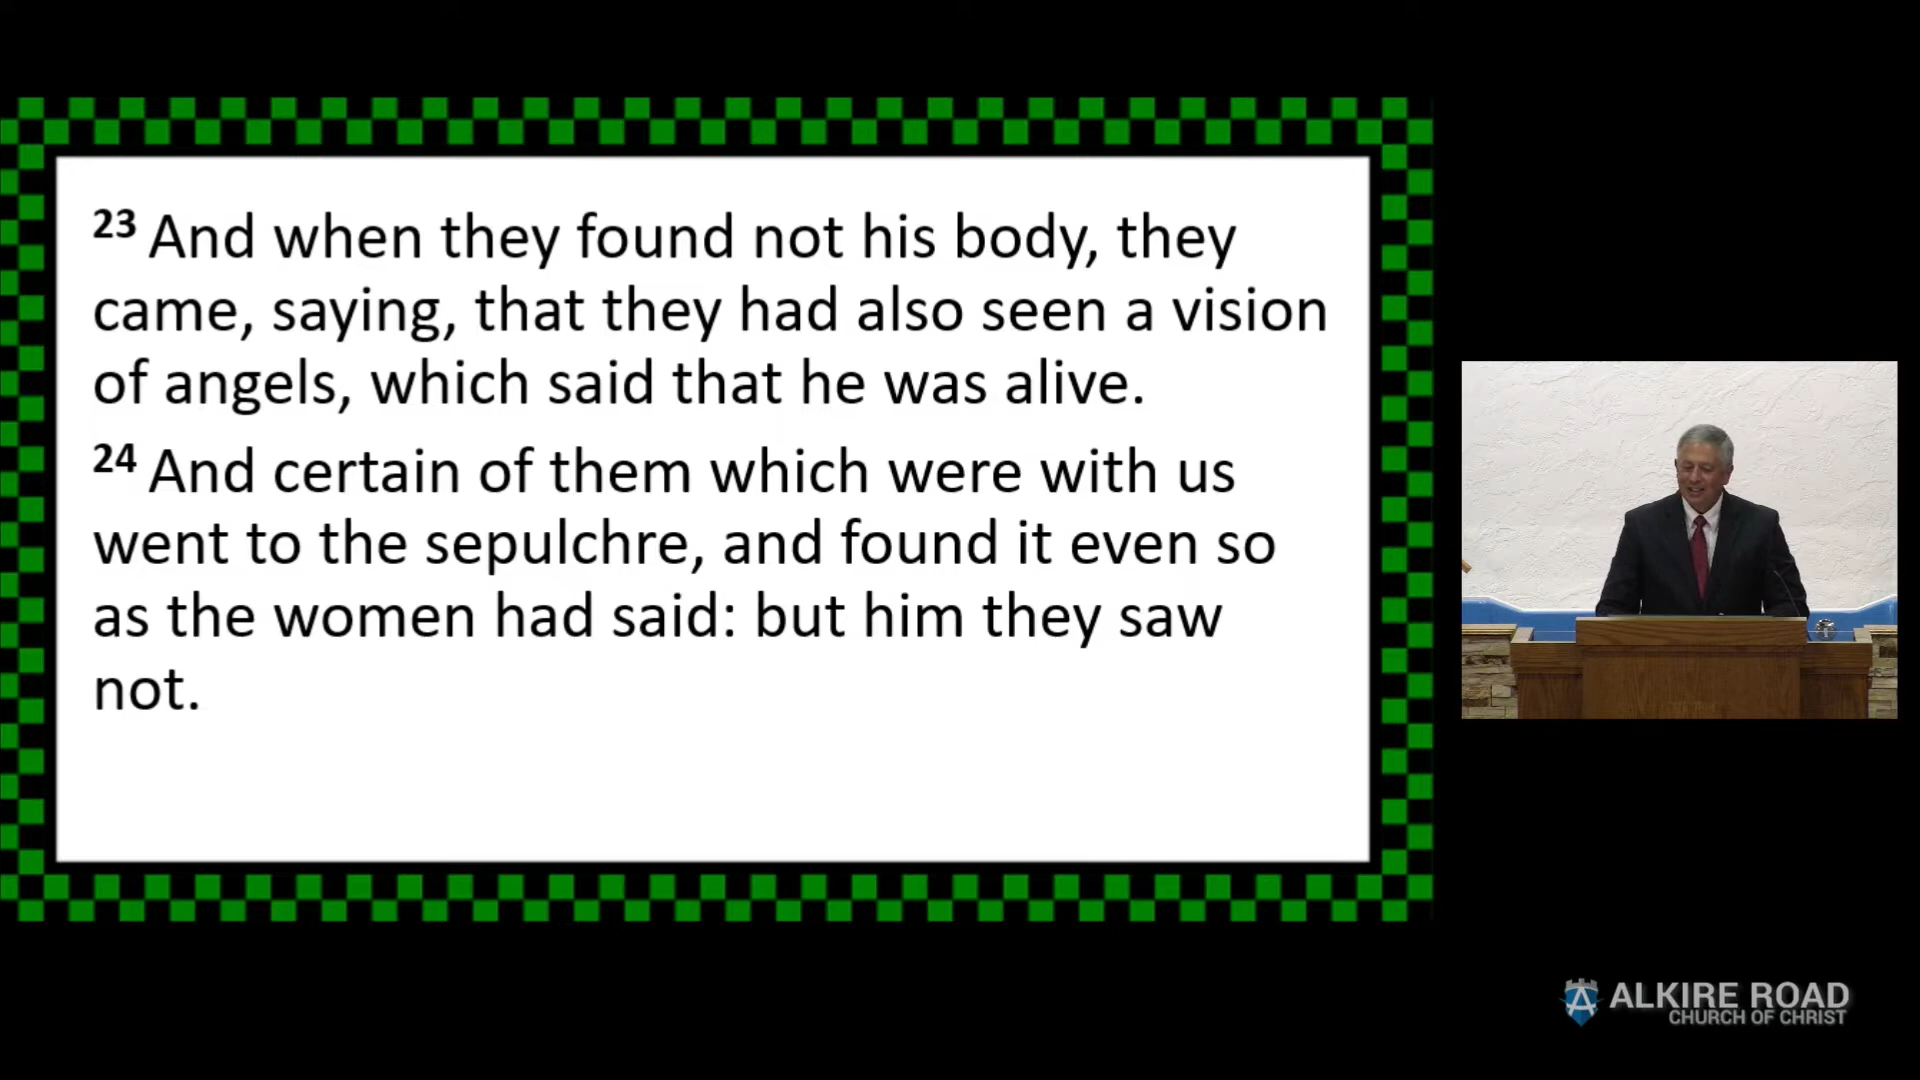 23 And when they found not his body, they
came, saying, that they had also seen a vision
of angels, which said that he was alive.
24 And certain of them which were with us
went to the sepulchre, and found it even so
as the women had said: but him they saw
not.
ALKIRE ROAD
CHURCH OF CHRIST